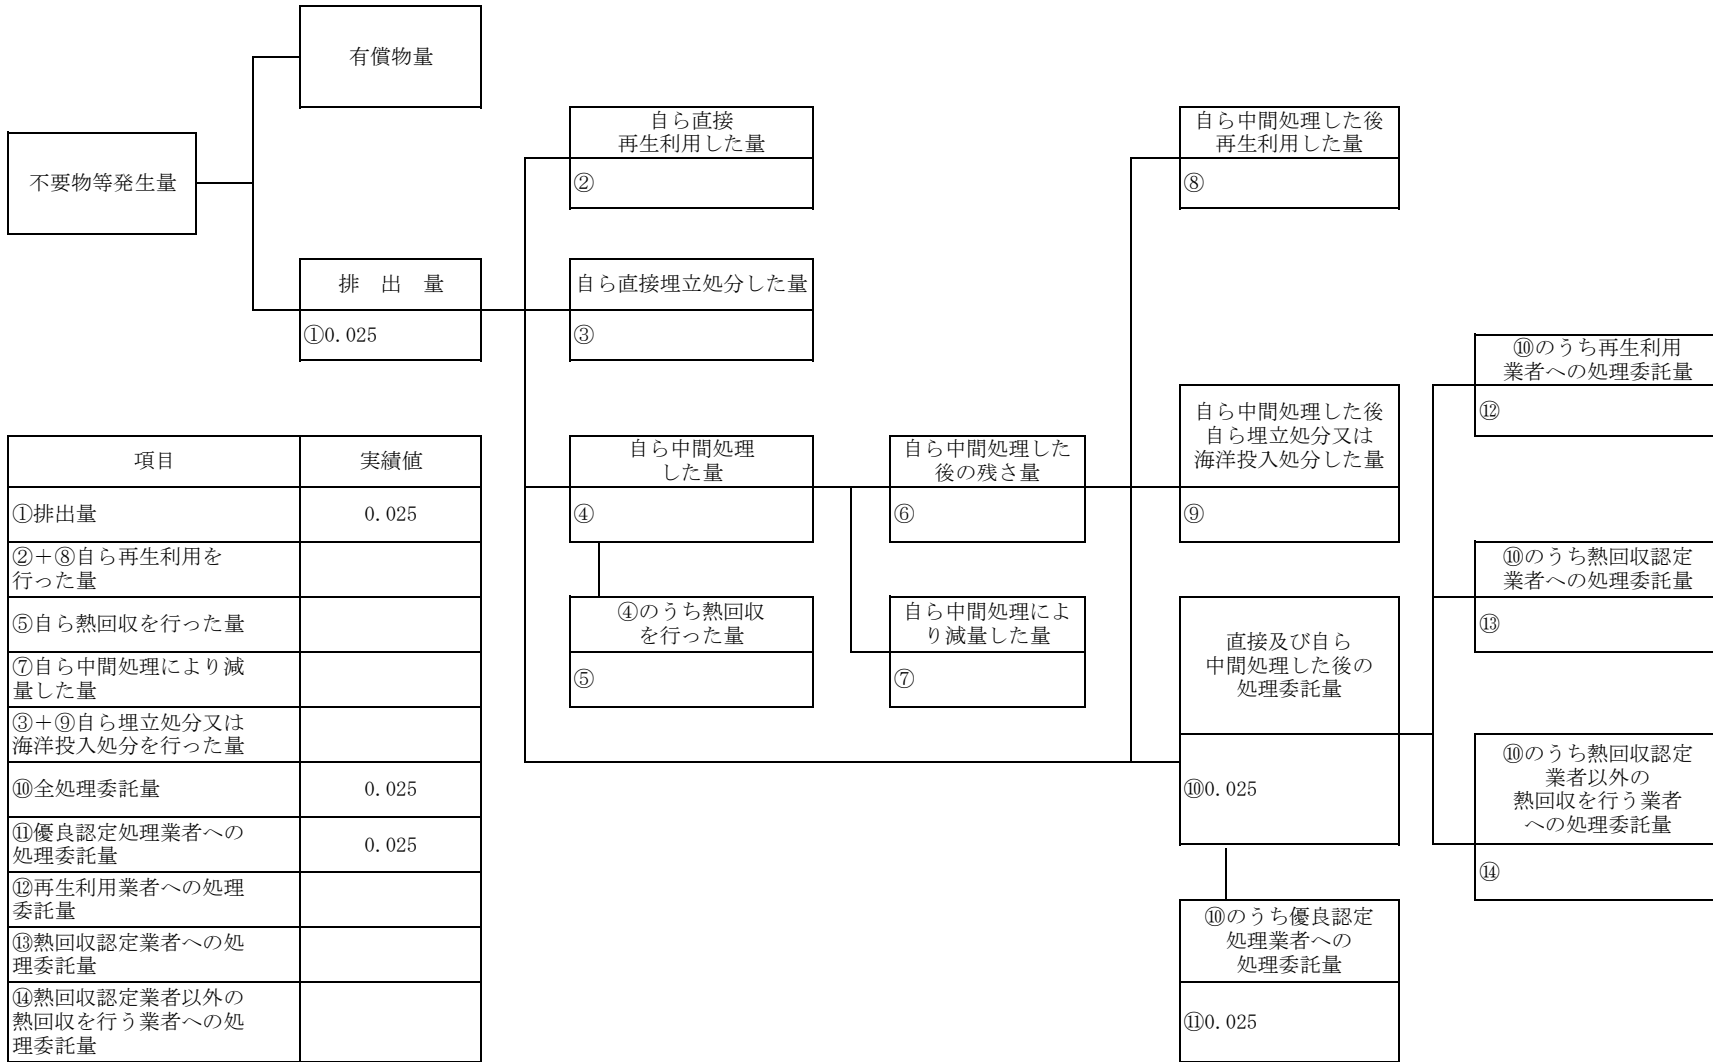 有償物量
不要物等発生量
排　出　量
①0.025
自ら直接
再生利用した量
②
自ら直接埋立処分した量
③
自ら中間処理
した量
④
④のうち熱回収
を行った量
⑤
自ら中間処理した
後の残さ量
⑥
自ら中間処理によ
り減量した量
⑦
自ら中間処理した後
再生利用した量
⑧
自ら中間処理した後
自ら埋立処分又は
海洋投入処分した量
⑨
直接及び自ら
中間処理した後の
処理委託量
⑩0.025
⑩のうち優良認定
処理業者への
処理委託量
⑪0.025
⑩のうち再生利用
業者への処理委託量
⑫
⑩のうち熱回収認定
業者への処理委託量
⑬
⑩のうち熱回収認定
業者以外の
熱回収を行う業者
への処理委託量
⑭
項目 実績値
①排出量 0.025
②＋⑧自ら再生利用を
行った量
⑤自ら熱回収を行った量
⑦自ら中間処理により減
量した量
③＋⑨自ら埋立処分又は
海洋投入処分を行った量
⑩全処理委託量 0.025
⑪優良認定処理業者への
処理委託量 0.025
⑫再生利用業者への処理
委託量
⑬熱回収認定業者への処
理委託量
⑭熱回収認定業者以外の
熱回収を行う業者への処
理委託量